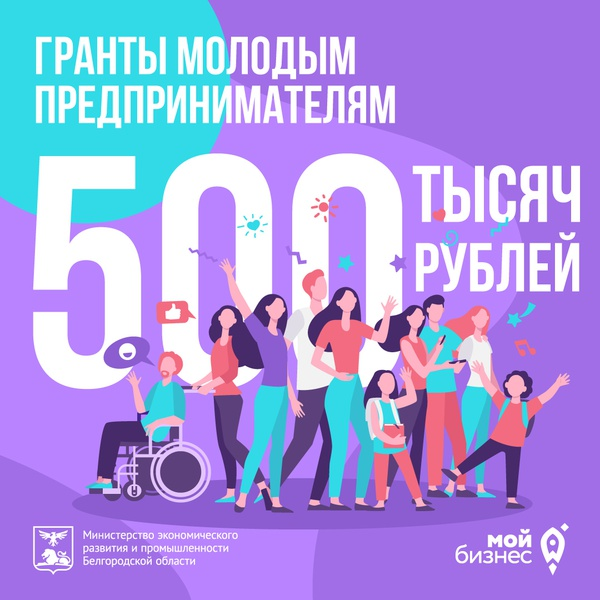 ГРАНТЫ МОЛОДЫМ
ПРЕДПРИНИМАТЕЛЯМ
500 ТЫСЯЧ
РУБЛЕЙ
Министерство экономического
развития и промышленности
Белгородской области
мой
бизнес